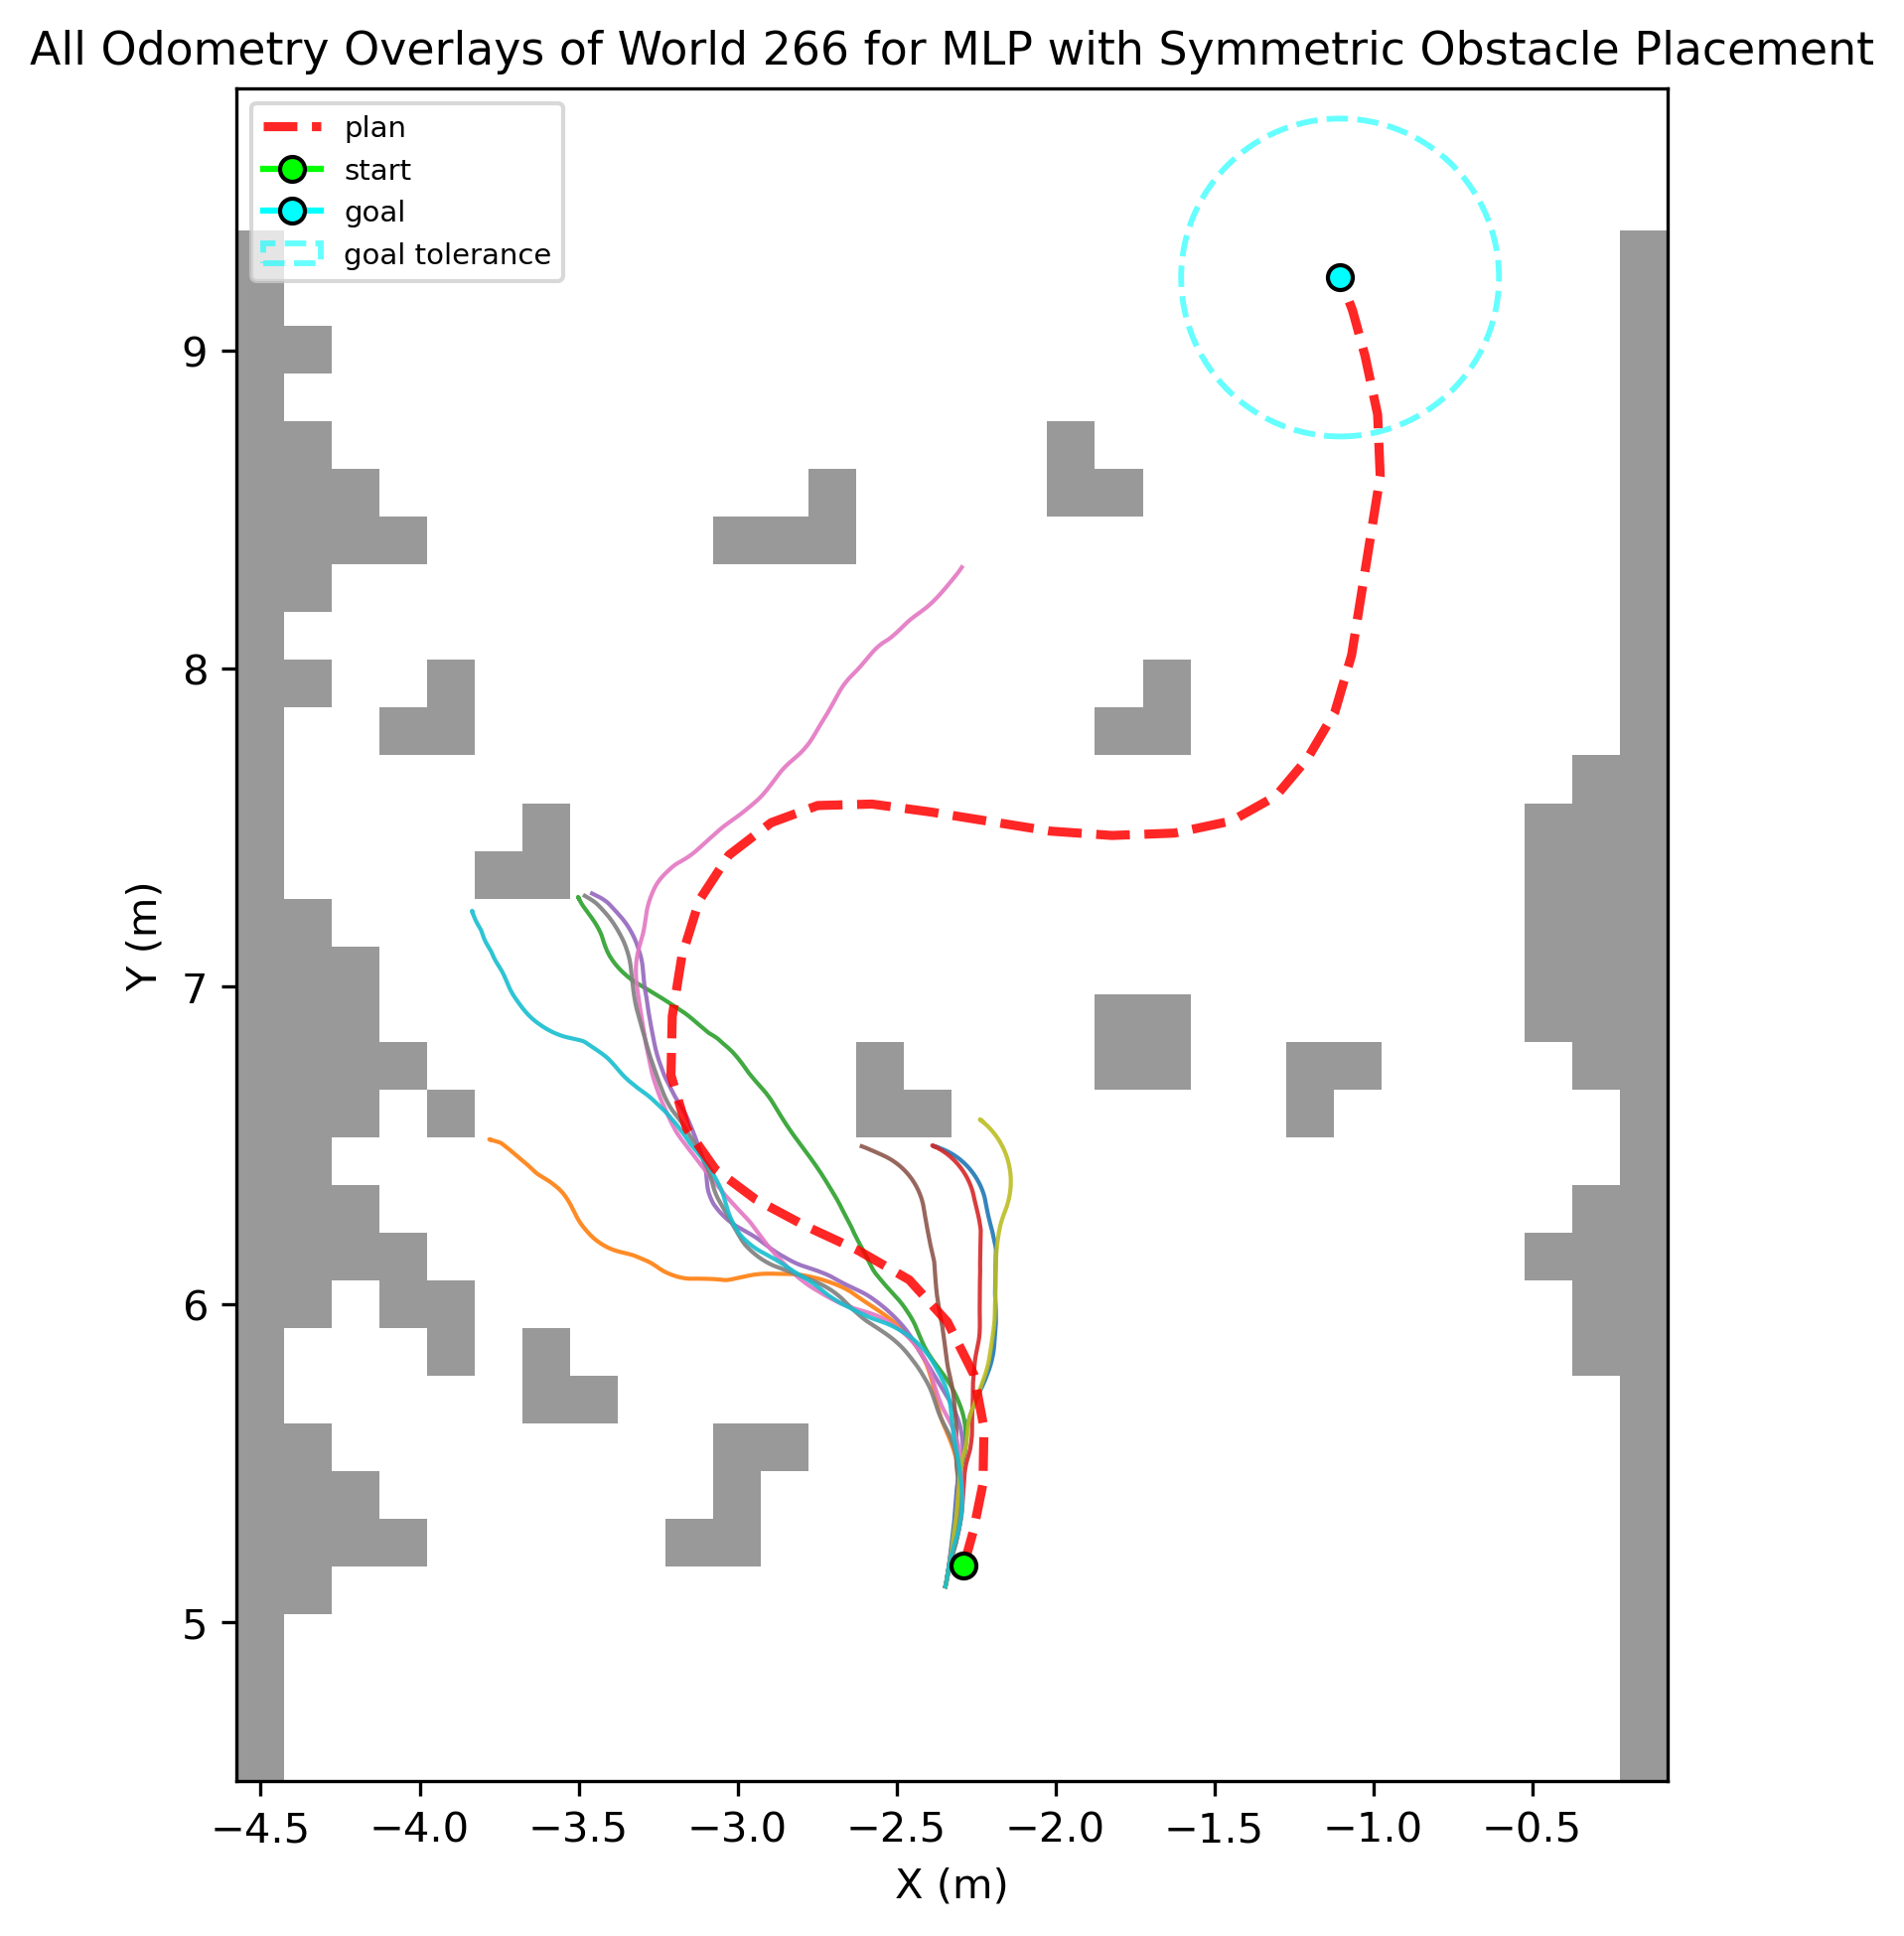 All Odometry Overlays of World 266 for MLP with Symmetric Obstacle Placement
plan
start
goal
goal tolerance
9
8
7
6
5
Y (m)
−4.5 −4.0 −3.5 −3.0 −2.5 −2.0 −1.5 −1.0 −0.5
X (m)